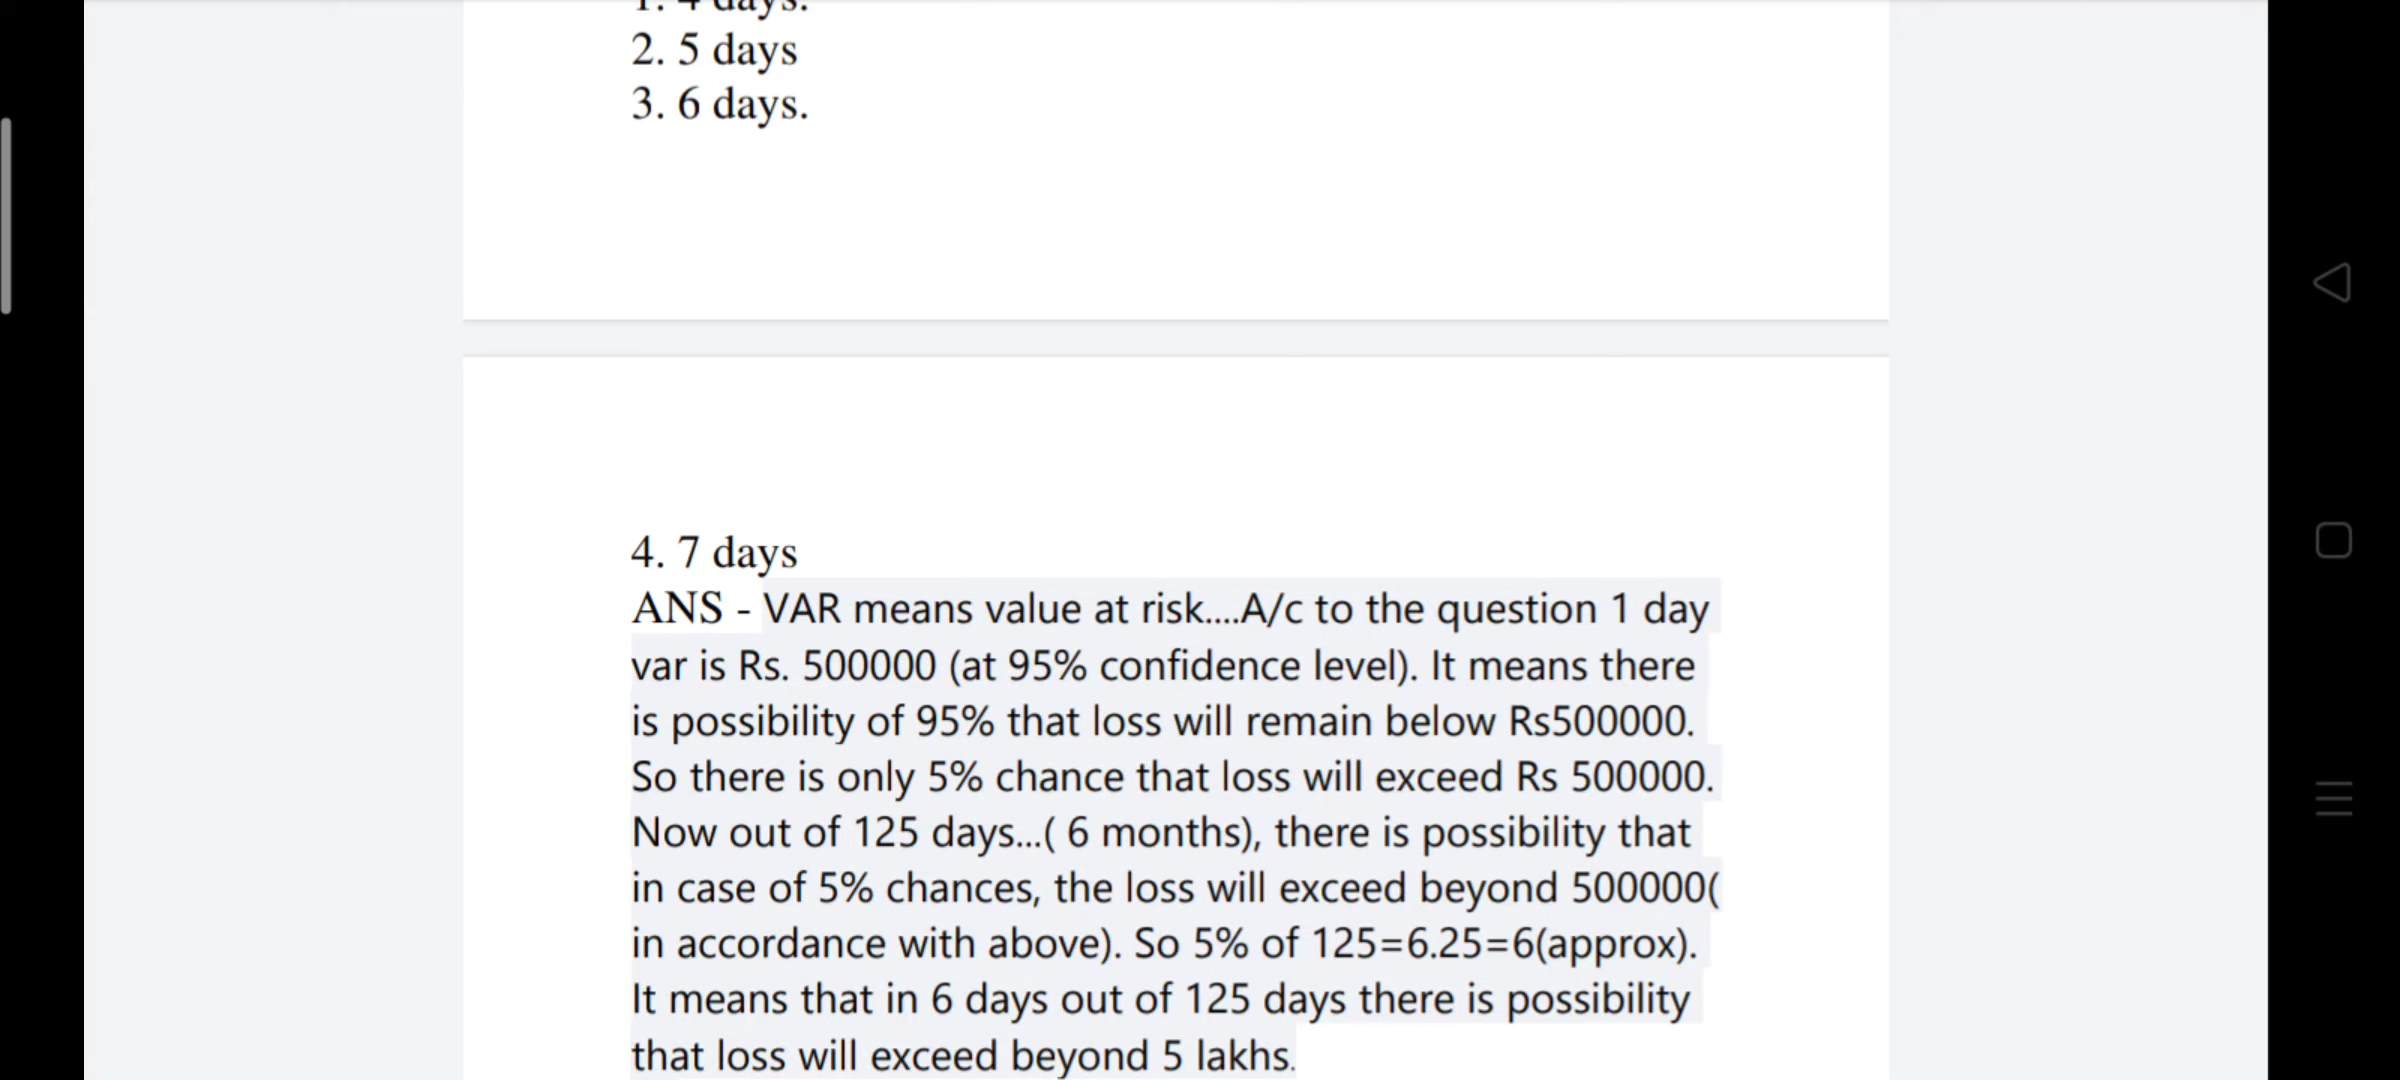 1. 4 days.
2. 5 days
3. 6 days.
4. 7 days
ANS - VAR means value at risk....A/c to the question 1 day
var is Rs. 500000 (at 95% confidence level). It means there
is possibility of 95% that loss will remain below Rs500000.
So there is only 5% chance that loss will exceed Rs 500000.
Now out of 125 days...( 6 months), there is possibility that
in case of 5% chances, the loss will exceed beyond 500000(
in accordance with above). So 5% of 125=6.25=6(approx).
It means that in 6 days out of 125 days there is possibility
that loss will exceed beyond 5 lakhs.